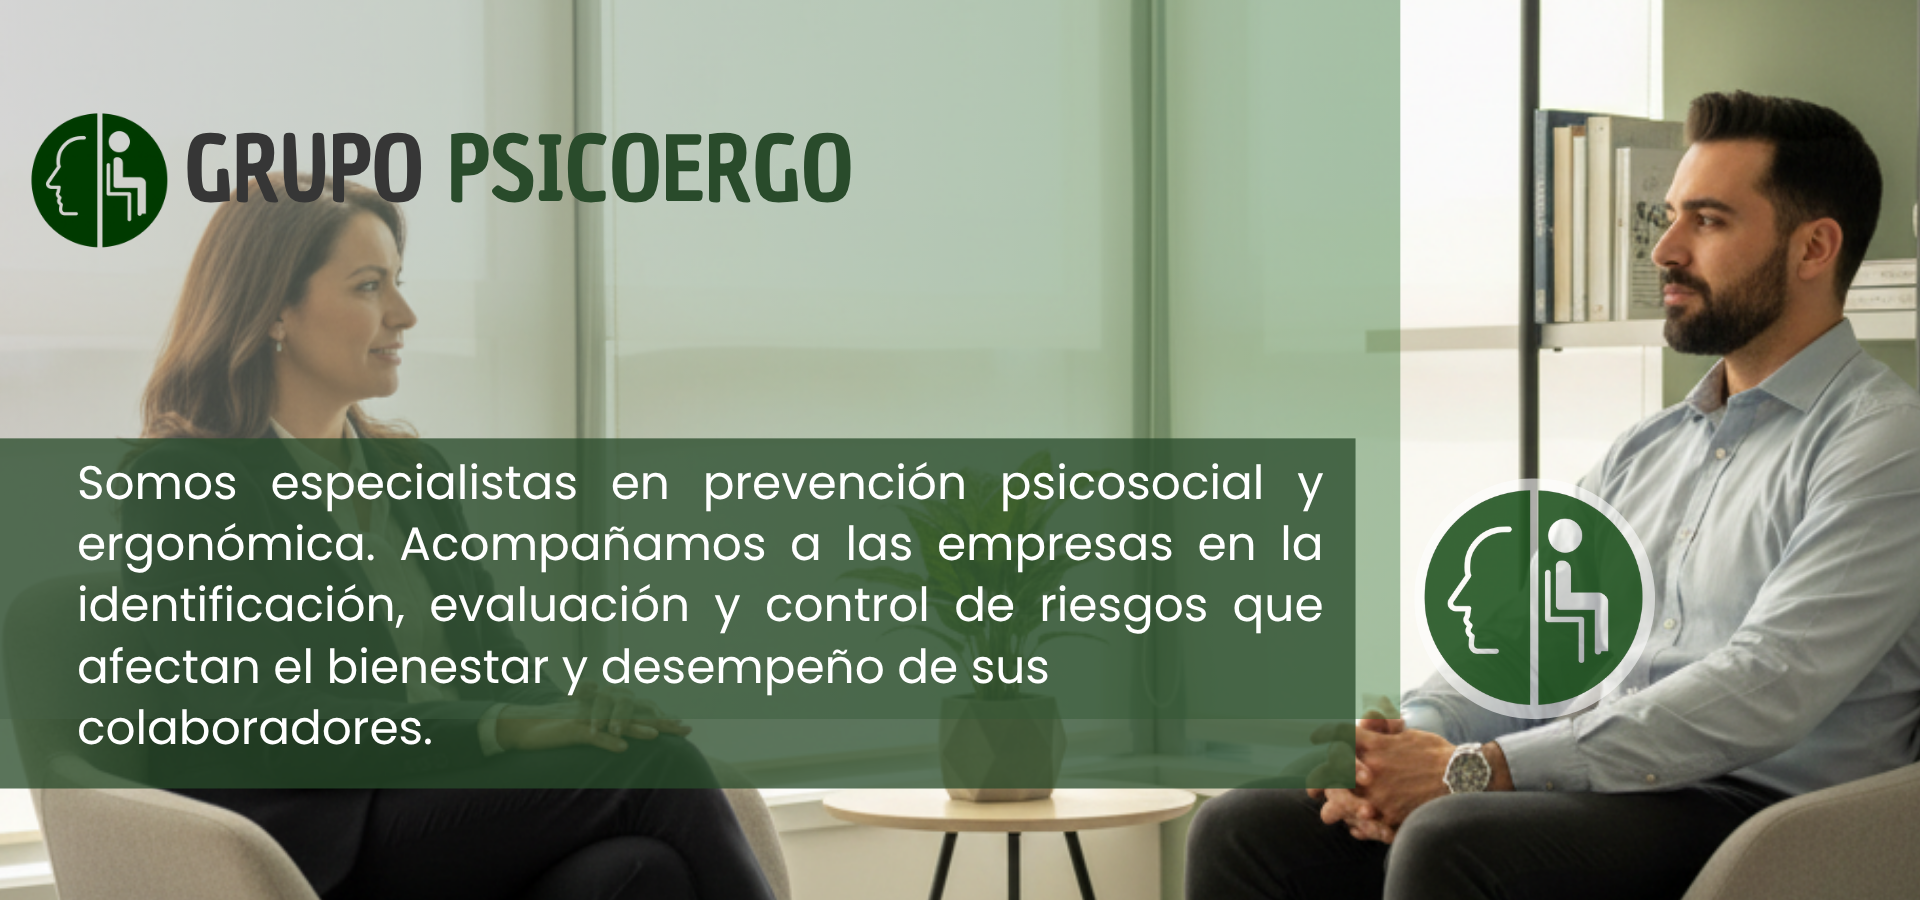 GRUPO PSICOERGO
Somos especialistas en prevención psicosocial y
ergonómica. Acompañamos a las empresas en la
identificación, evaluación y control de riesgos que
afectan el bienestar y desempeño de sus
colaboradores.